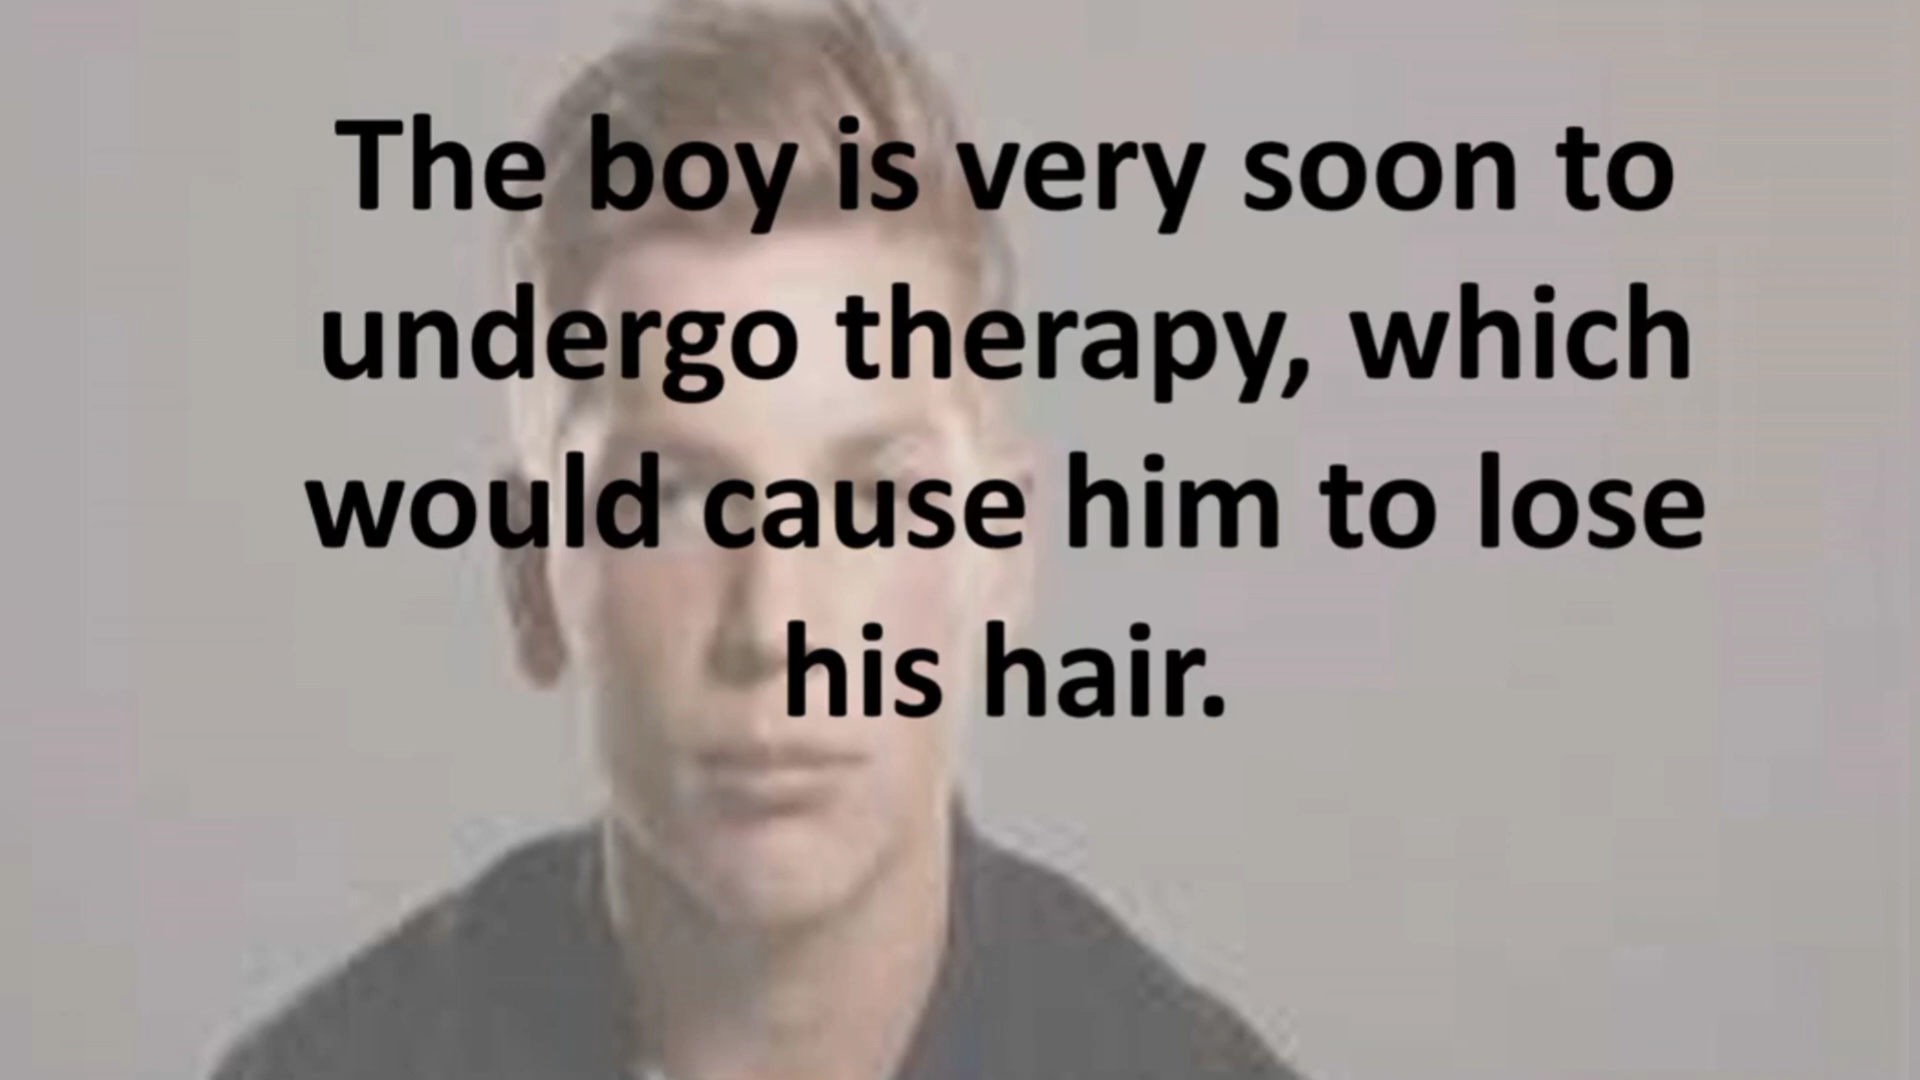 The boy is very soon to
undergo therapy, which
would cause him to lose
his hair.